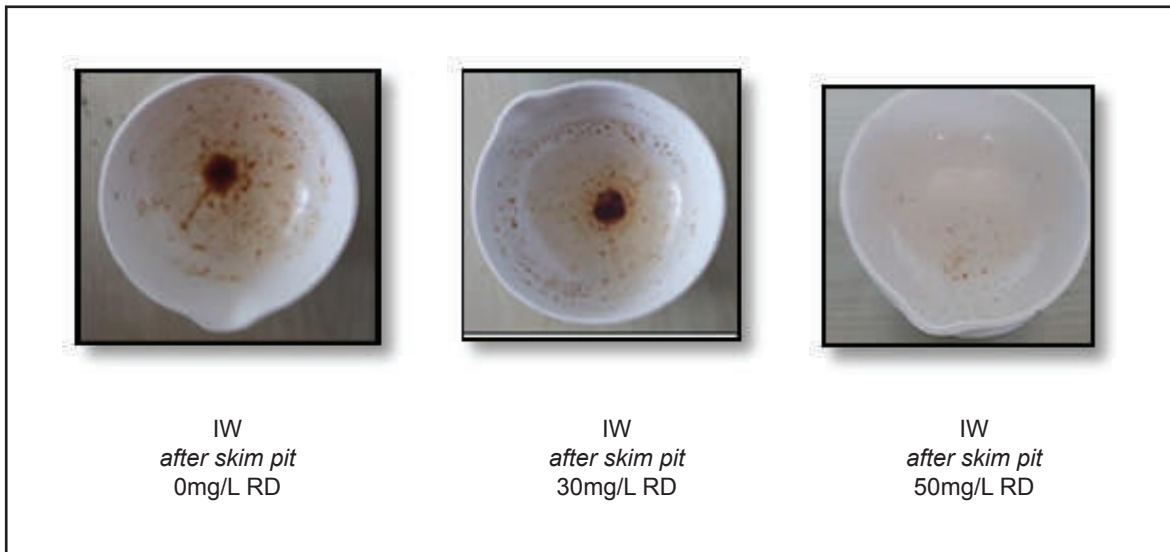 IW
after skim pit
0mg/L RD
IW
after skim pit
30mg/L RD
IW
after skim pit
50mg/L RD